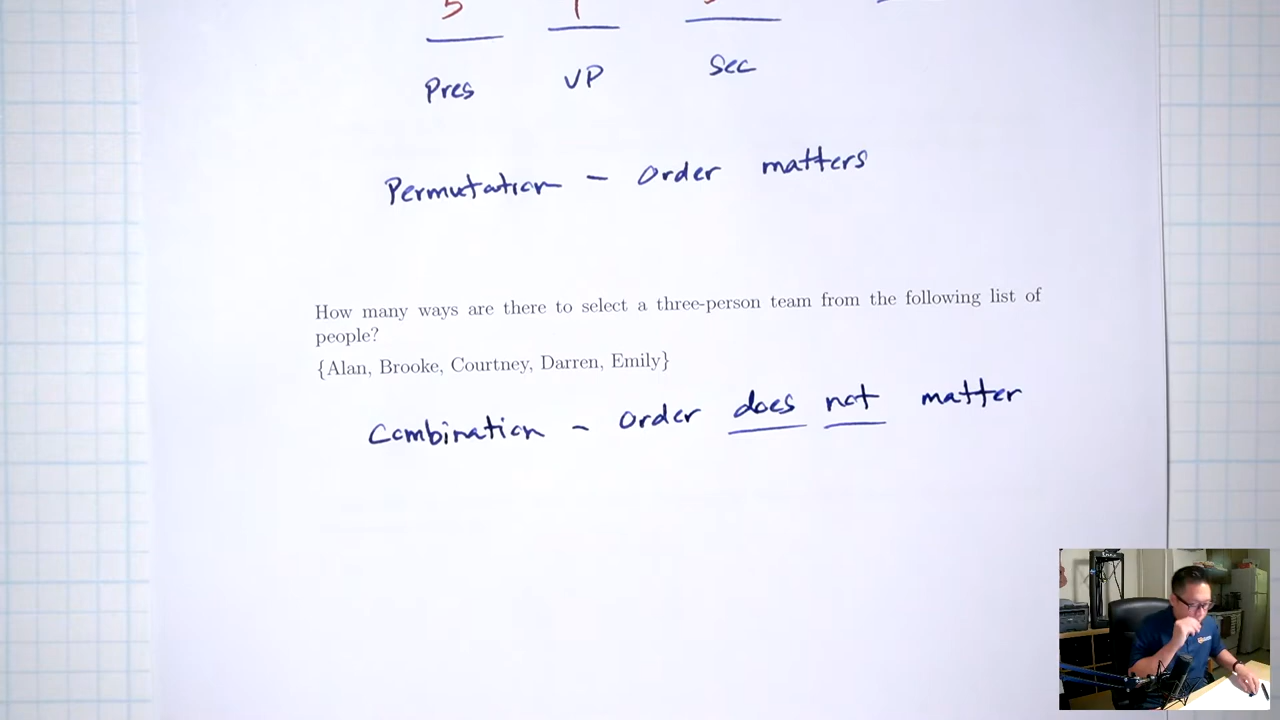 Pres VP Sec
Permutation - Order matters
How many ways are there to select a three-person team from the following list of
people?
{Alan, Brooke, Courtney, Darren, Emily}
Combination - Order does not matter